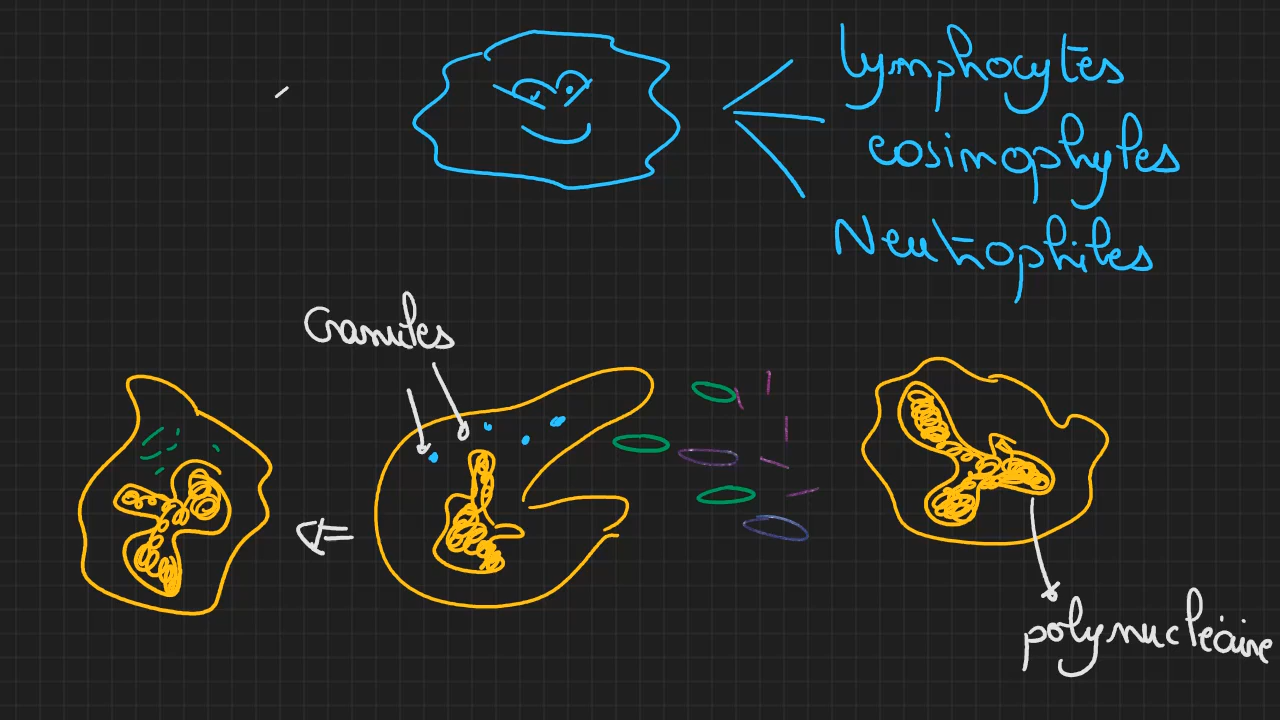 Lymphocytes
eosinophyles
Neutrophiles
Granules
polynucléaire